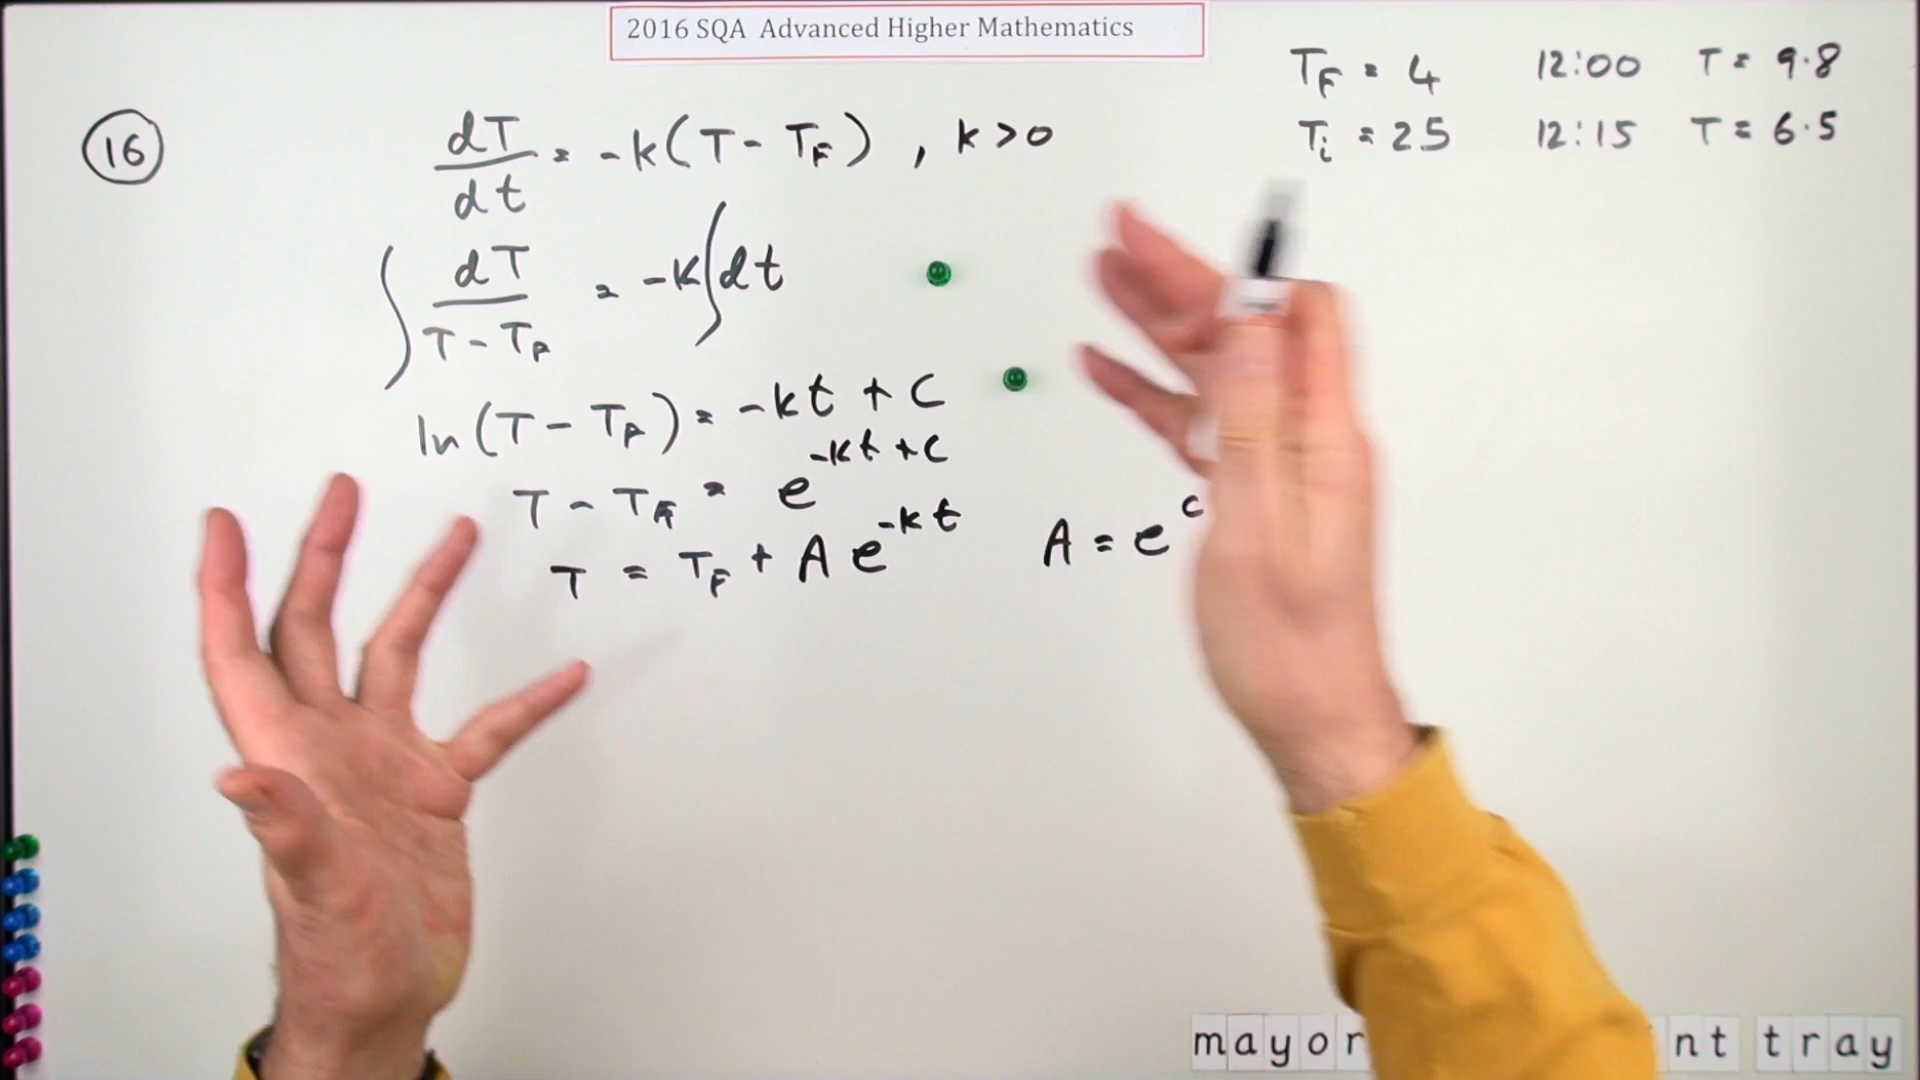 2016 SQA Advanced Higher Mathematics
T_F = 4 12:00 T = 9.8
T_i = 25 12:15 T = 6.5
16
dT/dt = -k(T - T_F) , k>0
∫ dT/(T - T_F) = -k∫dt
ln(T - T_F) = -kt + C
T - T_F = e^(-kt + C)
T = T_F + A e^(-kt) A = e^c
mayor nt tray